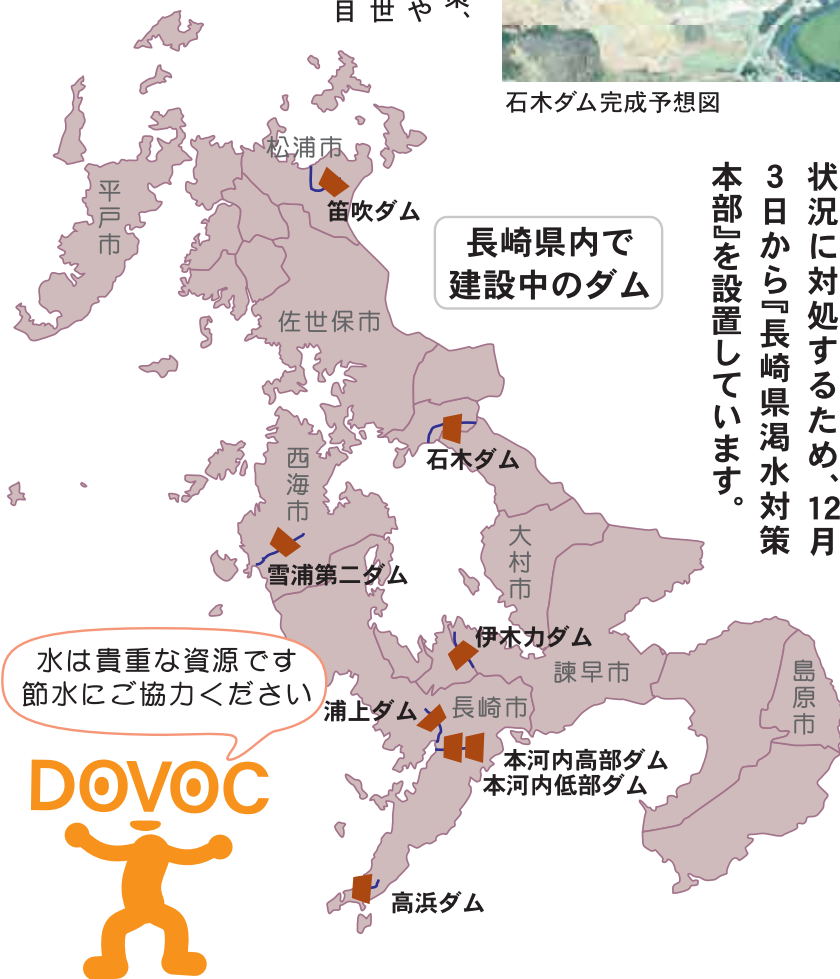 や
世
目
石木ダム完成予想図
状況に対処するため、12月
3日から『長崎県渇水対策
本部』を設置しています。
長崎県内で
建設中のダム
松浦市
平戸市
笛吹ダム
佐世保市
石木ダム
西海市
大村市
雪浦第二ダム
伊木力ダム
諫早市
島原市
浦上ダム
長崎市
本河内高部ダム
本河内低部ダム
高浜ダム
水は貴重な資源です
節水にご協力ください
DOVOC